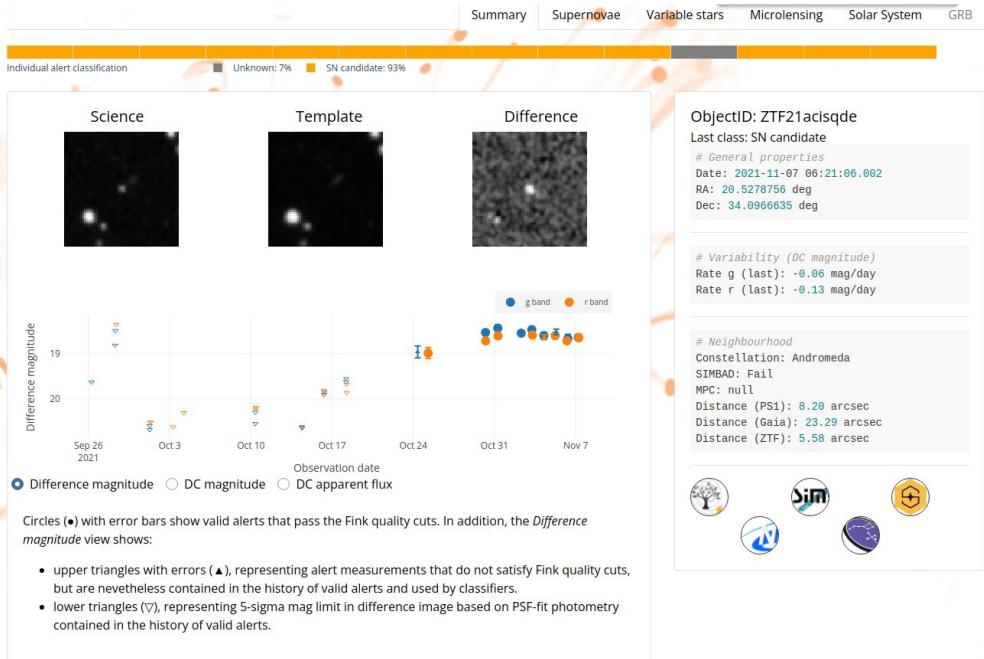 Summary Supernovae Variable stars Microlensing Solar System GRB
Individual alert classification Unknown: 7% SN candidate: 93%
Science Template Difference
g band r band
Difference magnitude
19
20
Sep 26 Oct 3 Oct 10 Oct 17 Oct 24 Oct 31 Nov 7
2021
Observation date
Difference magnitude DC magnitude DC apparent flux
Circles (●) with error bars show valid alerts that pass the Fink quality cuts. In addition, the Difference
magnitude view shows:
• upper triangles with errors (▲), representing alert measurements that do not satisfy Fink quality cuts,
but are nevetheless contained in the history of valid alerts and used by classifiers.
• lower triangles (▽), representing 5-sigma mag limit in difference image based on PSF-fit photometry
contained in the history of valid alerts.
ObjectID: ZTF21acisqde
Last class: SN candidate
# General properties
Date: 2021-11-07 06:21:06.002
RA: 20.5278756 deg
Dec: 34.0966635 deg
# Variability (DC magnitude)
Rate g (last): -0.06 mag/day
Rate r (last): -0.13 mag/day
# Neighbourhood
Constellation: Andromeda
SIMBAD: Fail
MPC: null
Distance (PS1): 8.20 arcsec
Distance (Gaia): 23.29 arcsec
Distance (ZTF): 5.58 arcsec
SiM